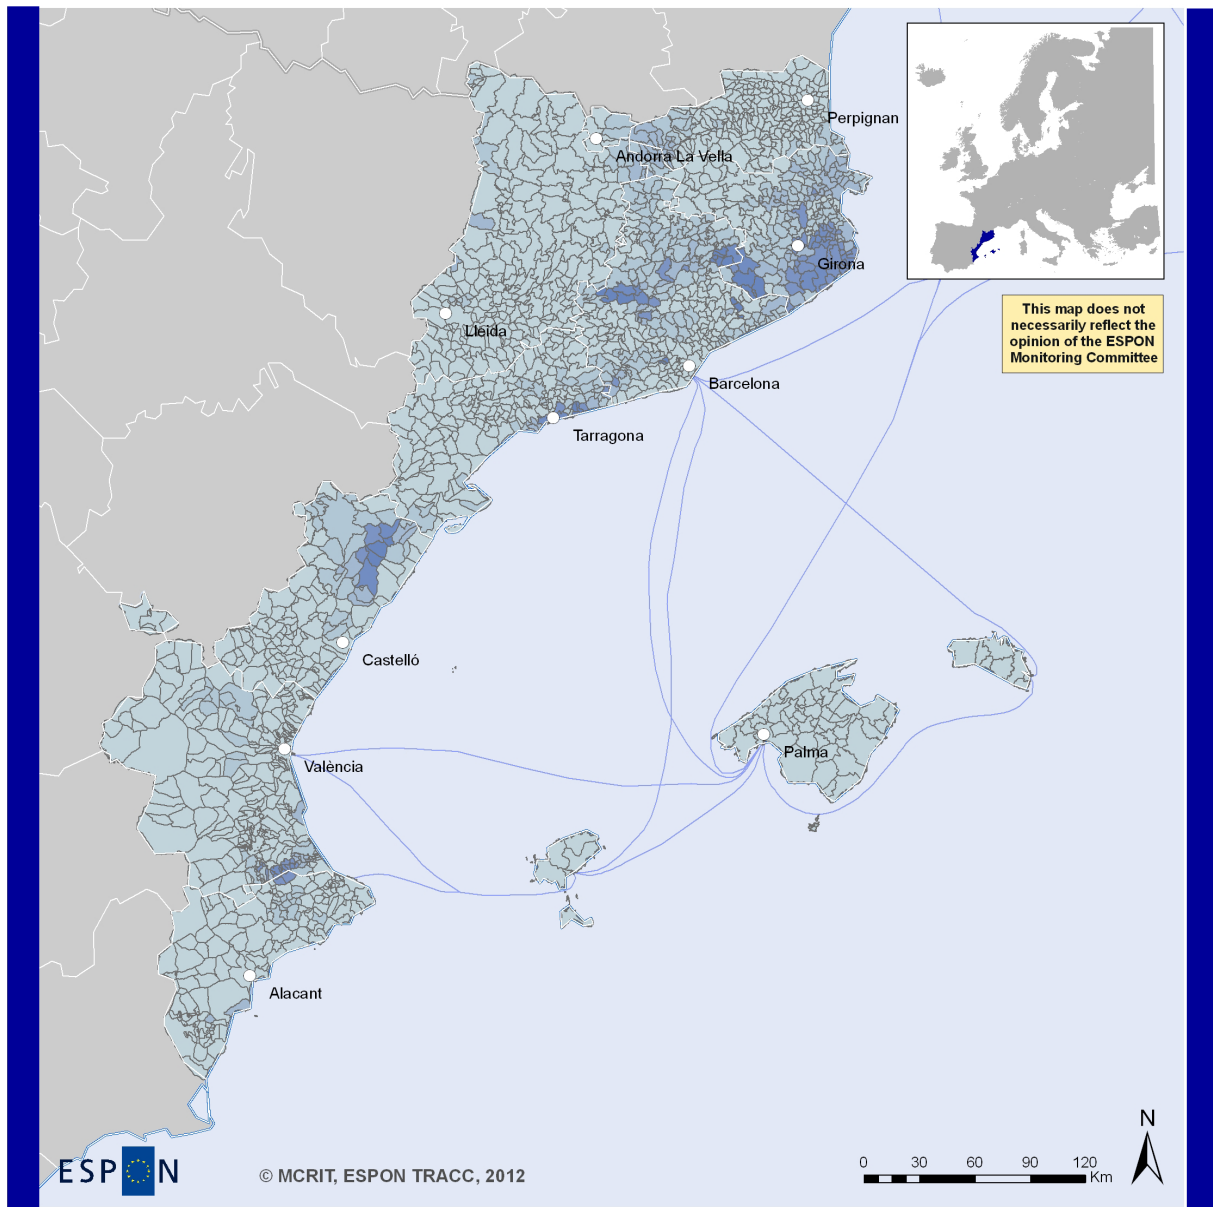 Perpignan
Andorra La Vella
Girona
This map does not
necessarily reflect the
opinion of the ESPON
Monitoring Committee
Lleida
Barcelona
Tarragona
Castelló
Palma
València
Alacant
N
ESPON
© MCRIT, ESPON TRACC, 2012
0 30 60 90 120
Km